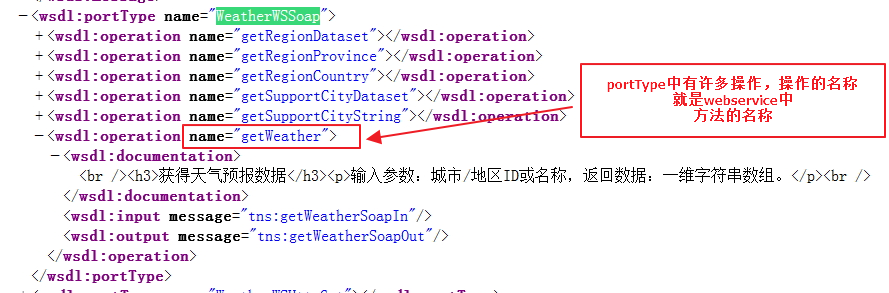 −<wsdl:portType name="WeatherWSSoap">
+<wsdl:operation name="getRegionDataset"></wsdl:operation>
+<wsdl:operation name="getRegionProvince"></wsdl:operation>
+<wsdl:operation name="getRegionCountry"></wsdl:operation>
+<wsdl:operation name="getSupportCityDataset"></wsdl:operation>
+<wsdl:operation name="getSupportCityString"></wsdl:operation>
−<wsdl:operation name="getWeather">
−<wsdl:documentation>
<br /><h3>获得天气预报数据</h3><p>输入参数：城市/地区ID或名称，返回数据：一维字符串数组。</p><br />
</wsdl:documentation>
<wsdl:input message="tns:getWeatherSoapIn"/>
<wsdl:output message="tns:getWeatherSoapOut"/>
</wsdl:operation>
</wsdl:portType>
portType中有许多操作，操作的名称
就是webservice中
方法的名称